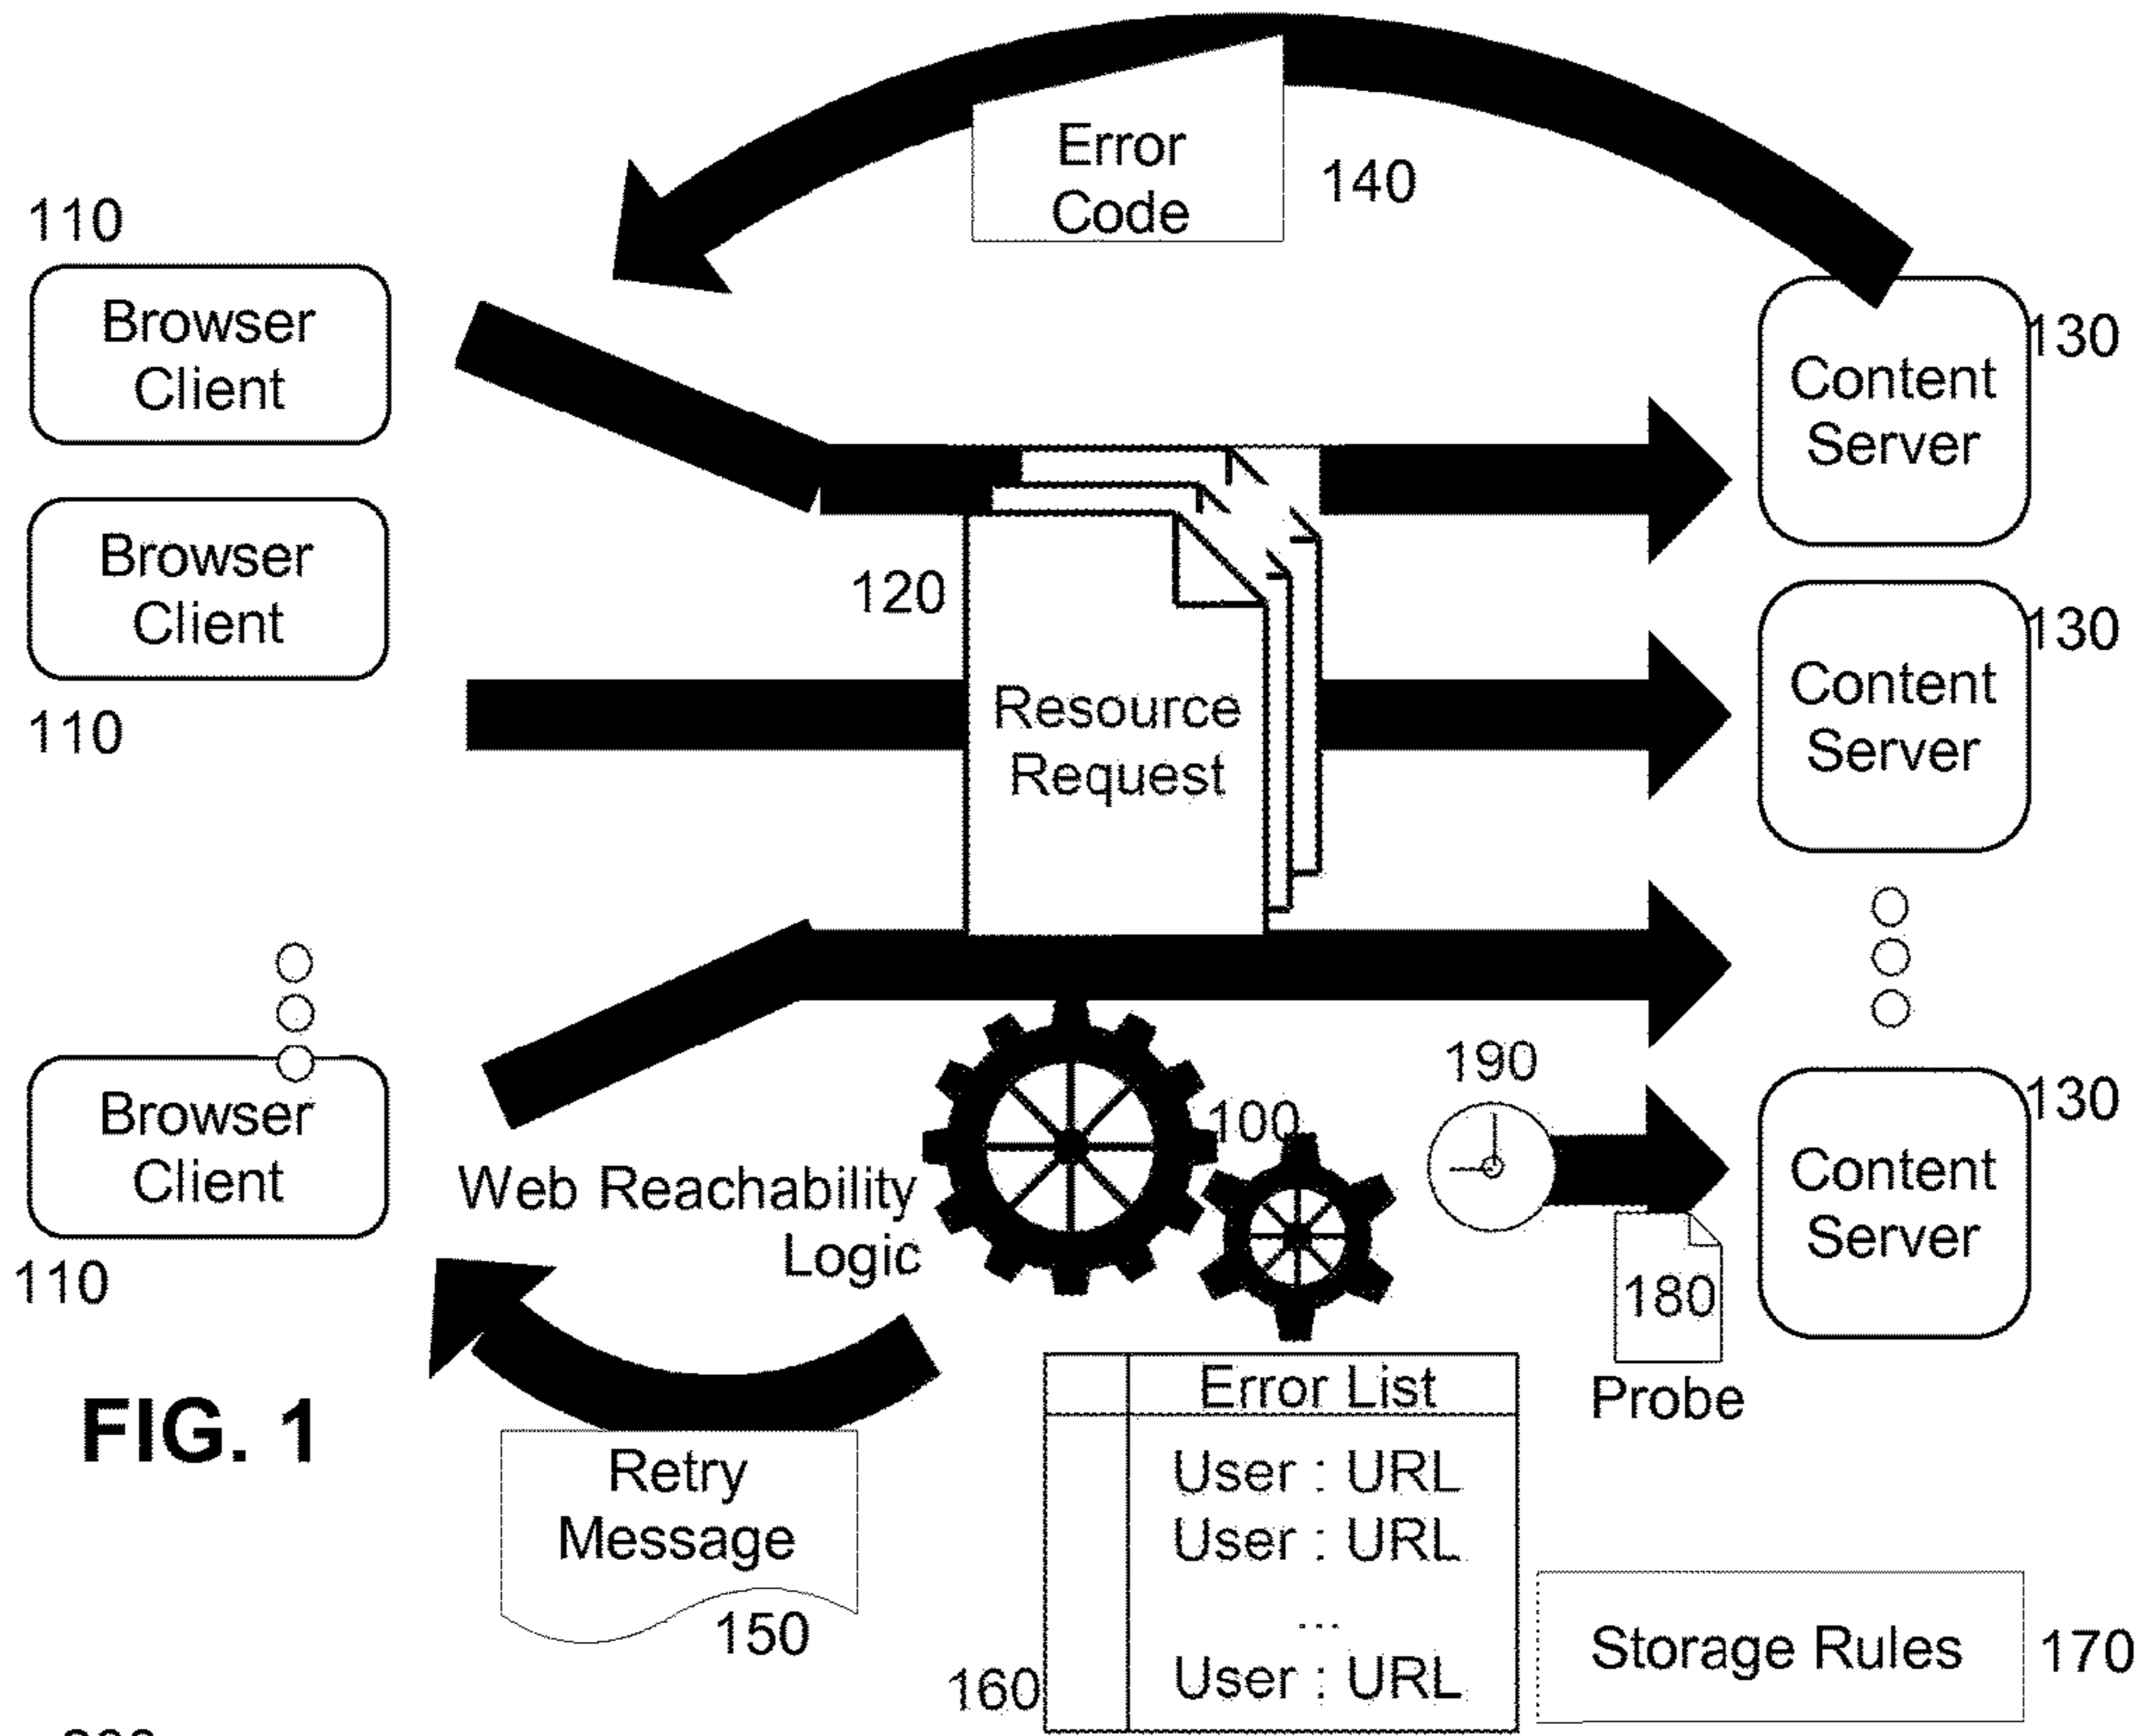 Error
Code
140
110
Browser
Client
130
Content
Server
Browser
Client
110
120
Resource
Request
130
Content
Server
Browser
Client
110
Web Reachability
Logic
100
190
130
Content
Server
180
Probe
FIG. 1
Retry
Message
150
Error List
User : URL
User : URL
...
User : URL
160
Storage Rules
170